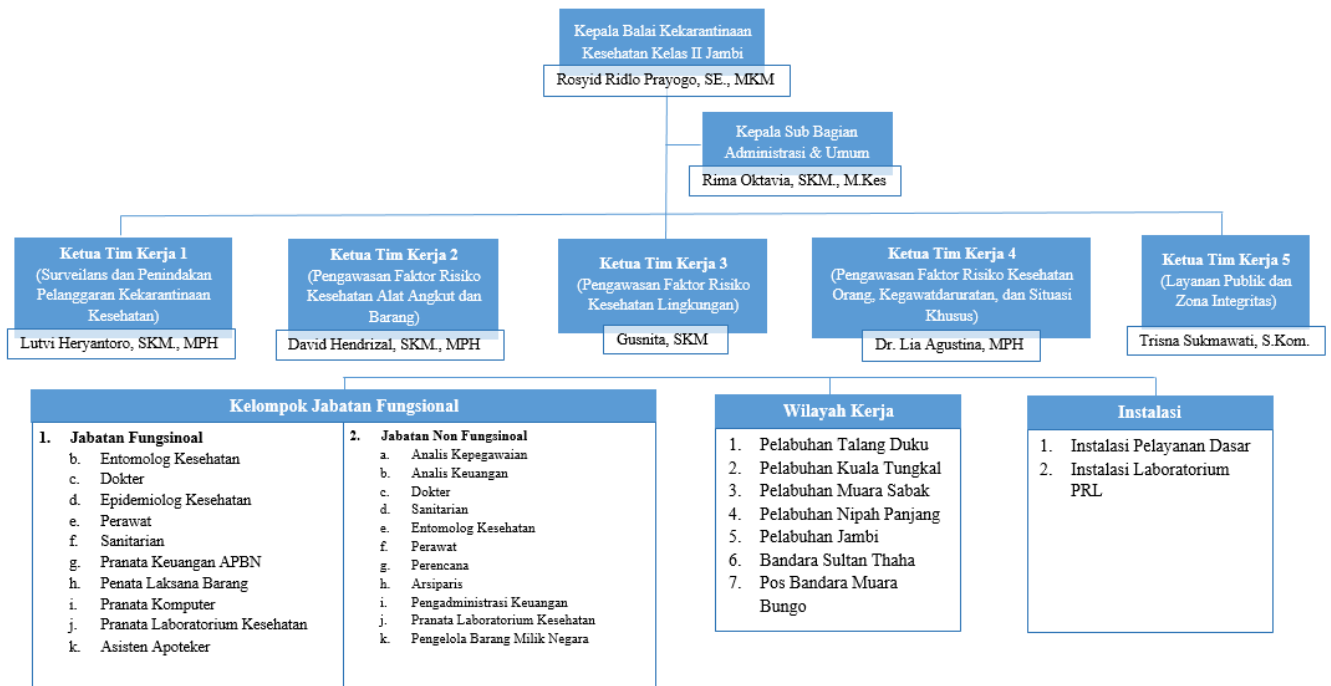 Kepala Balai Kekarantinaan
Kesehatan Kelas II Jambi
Rosyid Ridlo Prayogo, SE., MKM
Kepala Sub Bagian
Administrasi & Umum
Rima Oktavia, SKM., M.Kes
Ketua Tim Kerja 1
(Surveilans dan Penindakan
Pelanggaran Kekarantinaan
Kesehatan)
Lutvi Heryantoro, SKM., MPH
Ketua Tim Kerja 2
(Pengawasan Faktor Risiko
Kesehatan Alat Angkut dan
Barang)
David Hendrizal, SKM., MPH
Ketua Tim Kerja 3
(Pengawasan Faktor Risiko
Kesehatan Lingkungan)
Gusnita, SKM
Ketua Tim Kerja 4
(Pengawasan Faktor Risiko Kesehatan
Orang, Kegawatdaruratan, dan Situasi
Khusus)
Dr. Lia Agustina, MPH
Ketua Tim Kerja 5
(Layanan Publik dan
Zona Integritas)
Trisna Sukmawati, S.Kom.
Kelompok Jabatan Fungsional
1. Jabatan Fungsinoal
b. Entomolog Kesehatan
c. Dokter
d. Epidemiolog Kesehatan
e. Perawat
f. Sanitarian
g. Pranata Keuangan APBN
h. Penata Laksana Barang
i. Pranata Komputer
j. Pranata Laboratorium Kesehatan
k. Asisten Apoteker
2. Jabatan Non Fungsinoal
a. Analis Kepegawaian
b. Analis Keuangan
c. Dokter
d. Sanitarian
e. Entomolog Kesehatan
f. Perawat
g. Perencana
h. Arsiparis
i. Pengadministrasi Keuangan
j. Pranata Laboratorium Kesehatan
k. Pengelola Barang Milik Negara
Wilayah Kerja
1. Pelabuhan Talang Duku
2. Pelabuhan Kuala Tungkal
3. Pelabuhan Muara Sabak
4. Pelabuhan Nipah Panjang
5. Pelabuhan Jambi
6. Bandara Sultan Thaha
7. Pos Bandara Muara
Bungo
Instalasi
1. Instalasi Pelayanan Dasar
2. Instalasi Laboratorium
PRL